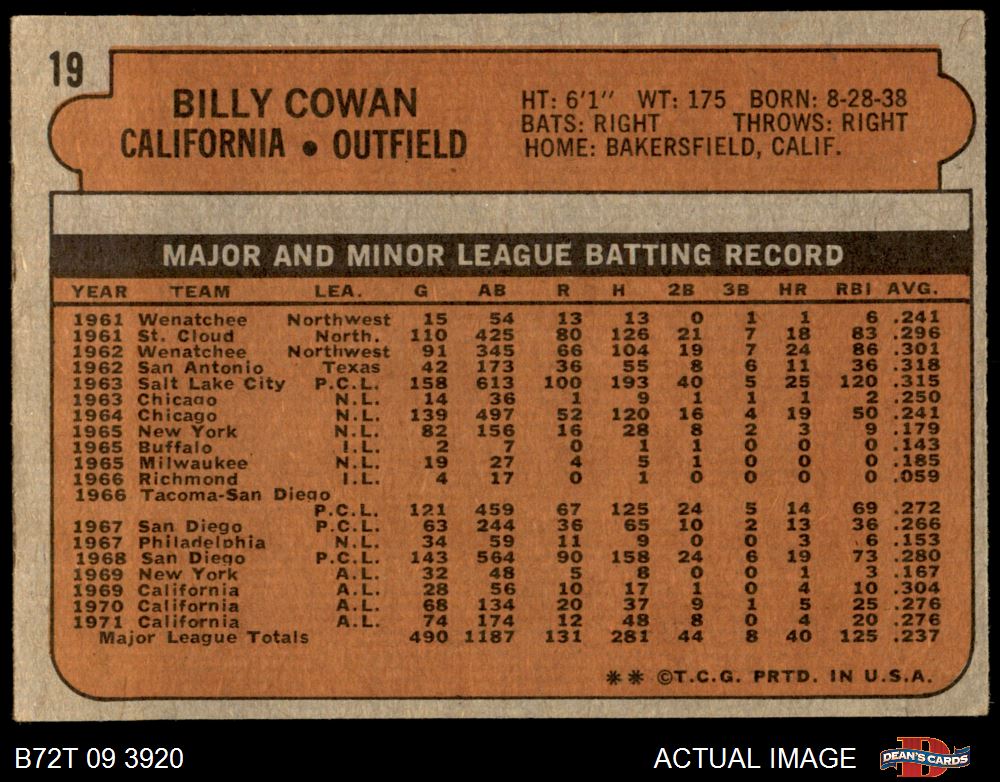 19
BILLY COWAN
CALIFORNIA • OUTFIELD
HT: 6'1" WT: 175 BORN: 8-28-38
BATS: RIGHT THROWS: RIGHT
HOME: BAKERSFIELD, CALIF.
MAJOR AND MINOR LEAGUE BATTING RECORD
YEAR TEAM LEA. G AB R H 2B 3B HR RBI AVG.
1961 Wenatchee Northwest 15 54 13 13 0 1 1 6 .241
1961 St. Cloud North. 110 425 80 126 21 7 18 83 .296
1962 Wenatchee Northwest 91 345 66 104 19 7 24 86 .301
1962 San Antonio Texas 42 173 36 55 8 6 11 36 .318
1963 Salt Lake City P.C.L. 158 613 100 193 40 5 25 120 .315
1963 Chicago N.L. 14 36 1 9 1 1 1 2 .250
1964 Chicago N.L. 139 497 52 120 16 4 19 50 .241
1965 New York N.L. 82 156 16 28 8 2 3 9 .179
1965 Buffalo I.L. 2 7 0 1 1 0 0 0 .143
1965 Milwaukee N.L. 19 27 4 5 1 0 0 0 .185
1966 Richmond I.L. 4 17 0 1 0 0 0 0 .059
1966 Tacoma-San Diego
P.C.L. 121 459 67 125 24 5 14 69 .272
1967 San Diego P.C.L. 63 244 36 65 10 2 13 36 .266
1967 Philadelphia N.L. 34 59 11 9 0 0 3 6 .153
1968 San Diego P.C.L. 143 564 90 158 24 6 19 73 .280
1969 New York A.L. 32 48 5 8 0 0 1 3 .167
1969 California A.L. 28 56 10 17 1 0 4 10 .304
1970 California A.L. 68 134 20 37 9 1 5 25 .276
1971 California A.L. 74 174 12 48 8 0 4 20 .276
Major League Totals 490 1187 131 281 44 8 40 125 .237
** ©T.C.G. PRTD. IN U.S.A.
B72T 09 3920
ACTUAL IMAGE
D
DEAN'S CARDS